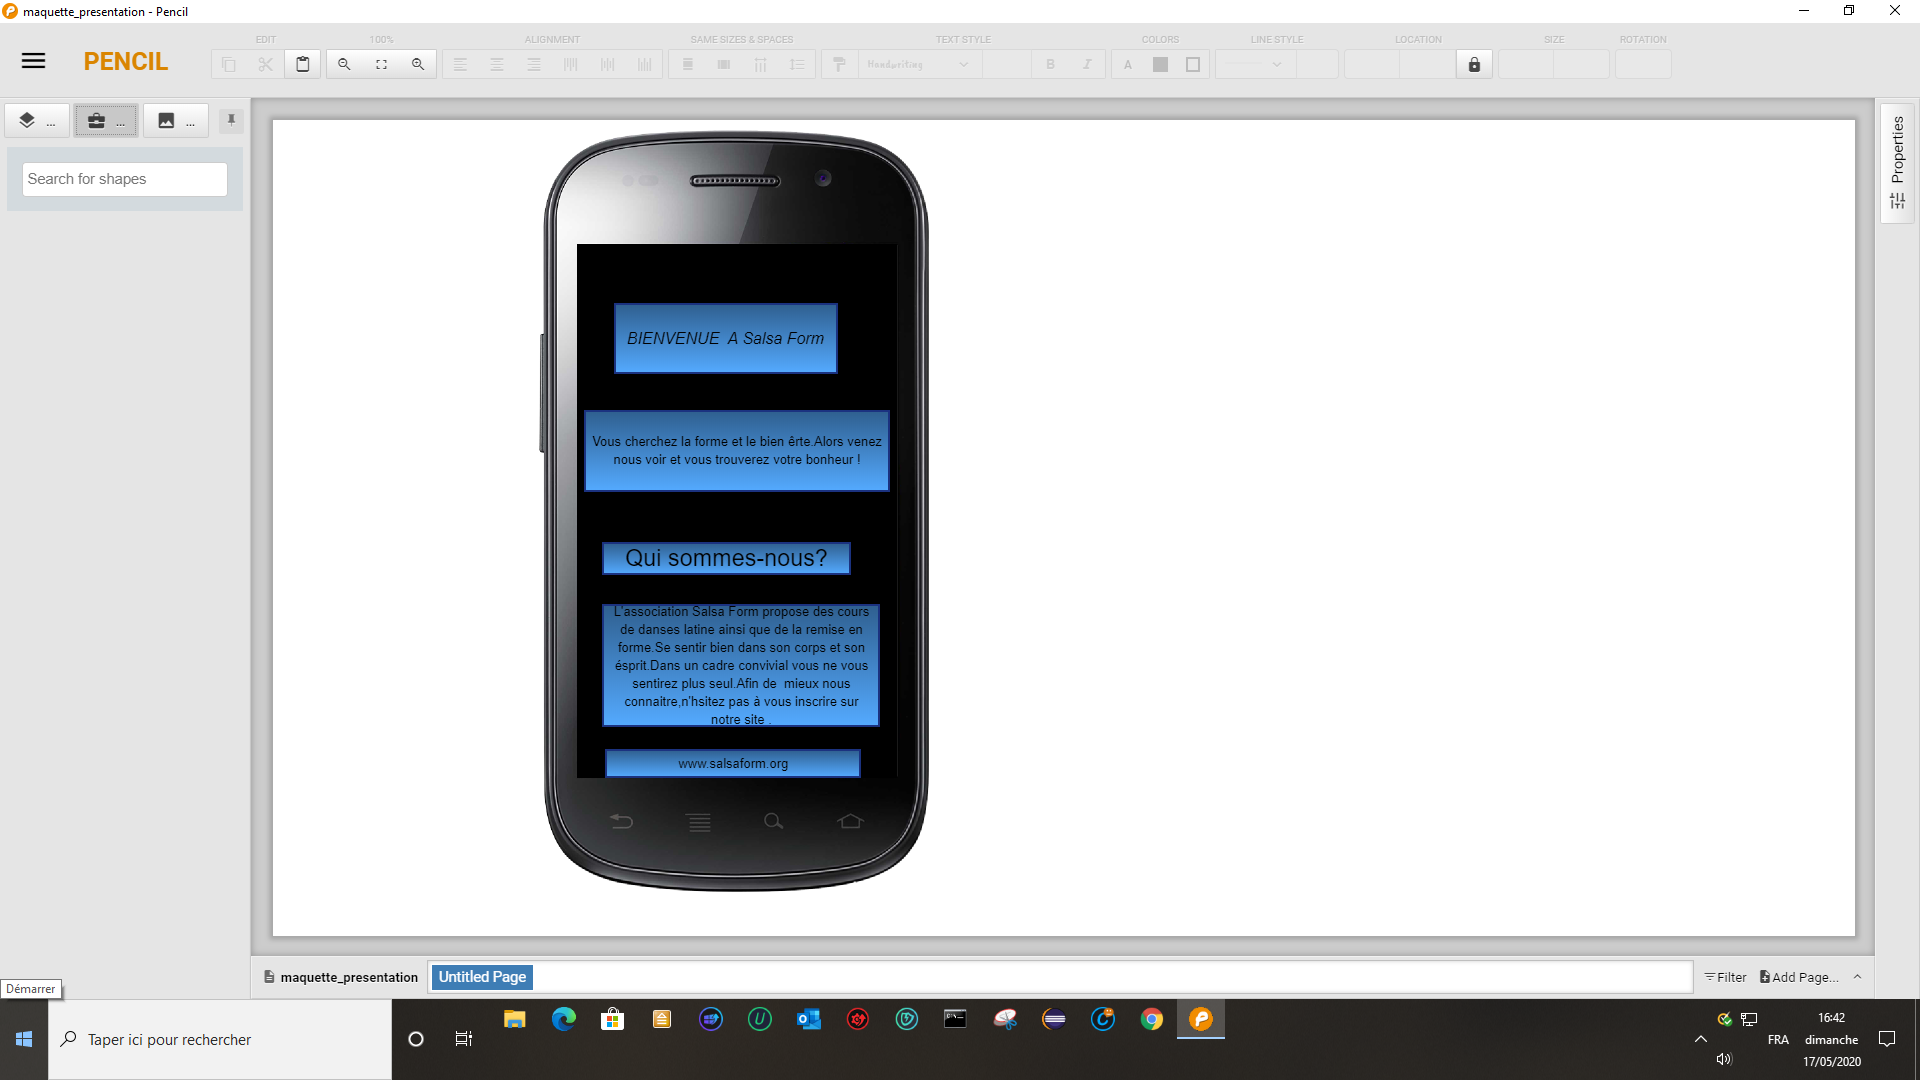 maquette_presentation - Pencil
EDIT
100%
ALIGNMENT
SAME SIZES & SPACES
TEXT STYLE
COLORS
LINE STYLE
LOCATION
SIZE
ROTATION
PENCIL
Handwriting
B
I
A
...
...
...
Search for shapes
Properties
BIENVENUE  A Salsa Form
Vous cherchez la forme et le bien êrte.Alors venez
nous voir et vous trouverez votre bonheur !
Qui sommes-nous?
L'association Salsa Form propose des cours
de danses latine ainsi que de la remise en
forme.Se sentir bien dans son corps et son
ésprit.Dans un cadre convivial vous ne vous
sentirez plus seul.Afin de  mieux nous
connaitre,n'hsitez pas à vous inscrire sur
notre site .
www.salsaform.org
maquette_presentation
Untitled Page
Filter
Add Page...
Démarrer
Taper ici pour rechercher
FRA
16:42
dimanche
17/05/2020